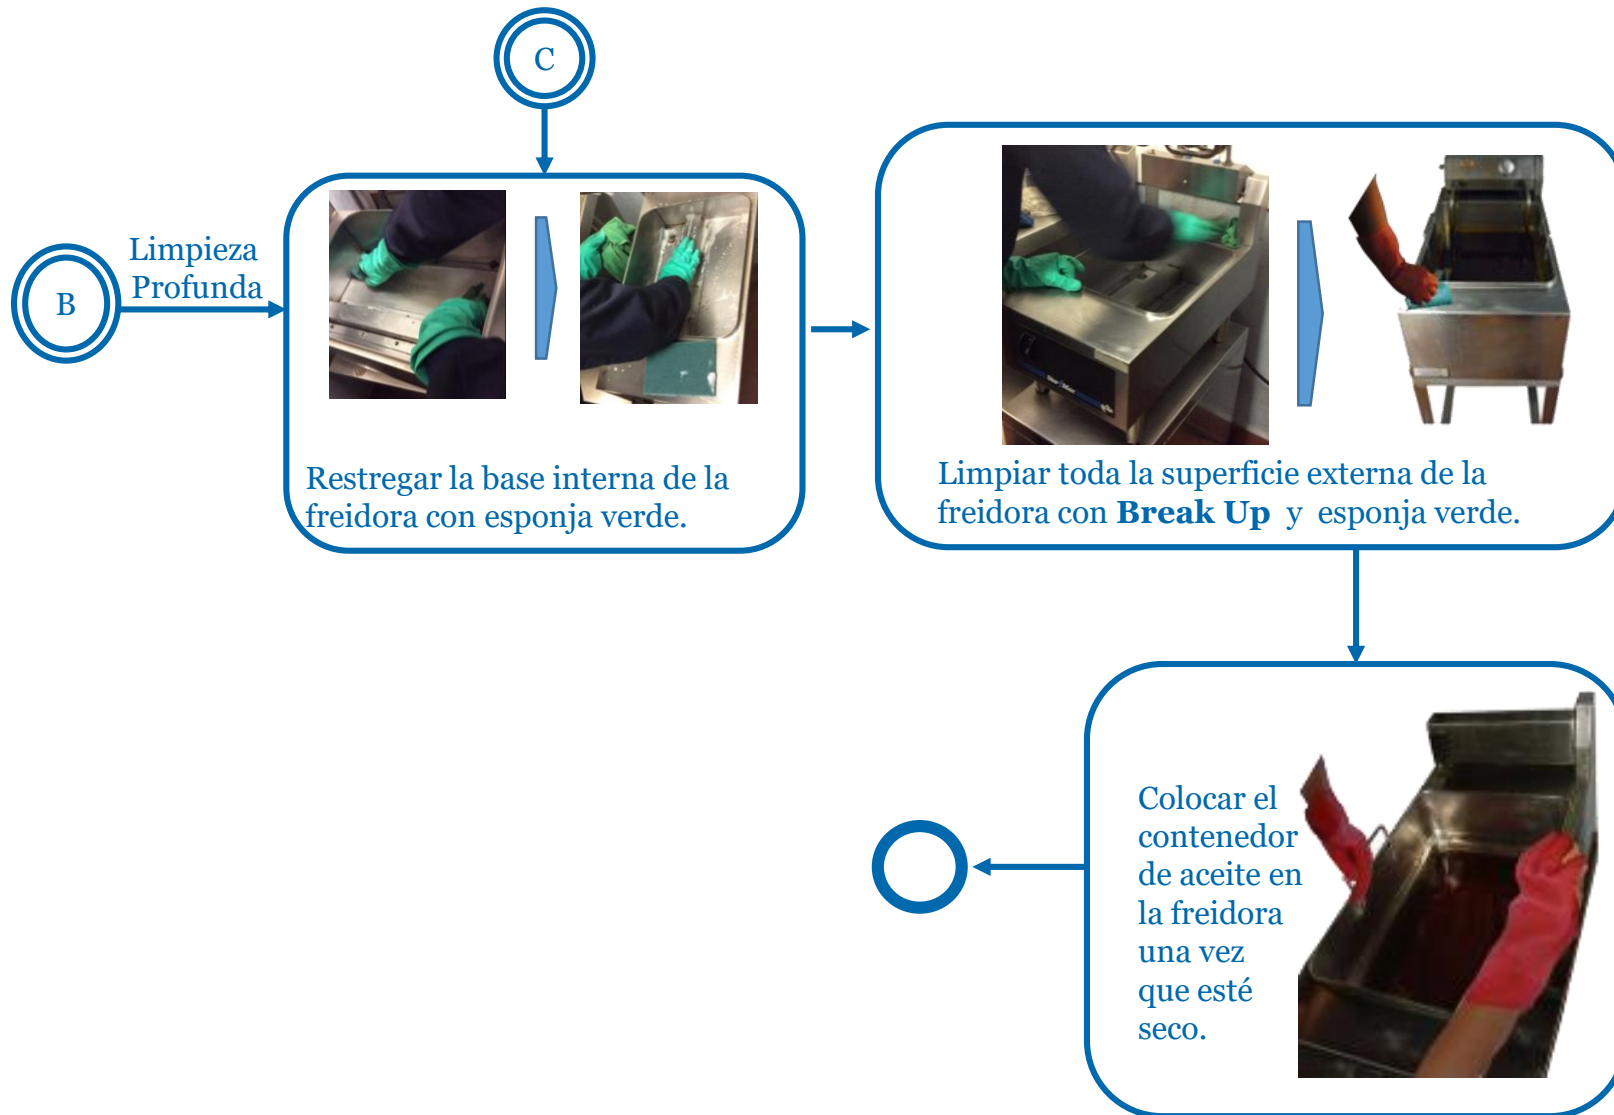 C
B
Limpieza
Profunda
Restregar la base interna de la
freidora con esponja verde.
Limpiar toda la superficie externa de la
freidora con Break Up y esponja verde.
Colocar el
contenedor
de aceite en
la freidora
una vez
que esté
seco.